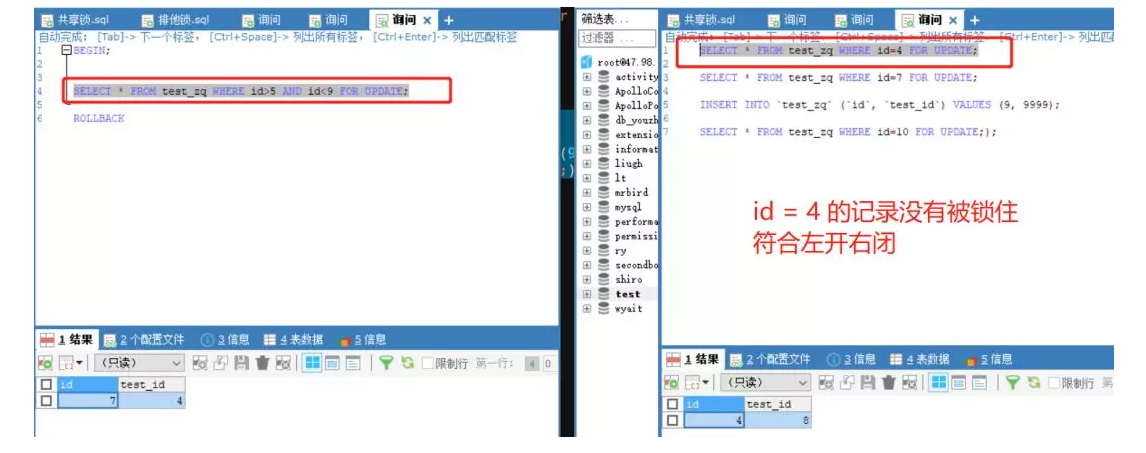 共享锁.sql
排他锁.sql
询问
询问
询问
自动完成: [Tab]-> 下一个标签, [Ctrl+Space]-> 列出所有标签, [Ctrl+Enter]-> 列出匹配标签
1 BEGIN;
2
3
4 SELECT * FROM test_zq WHERE id>5 AND id<9 FOR UPDATE;
5
6 ROLLBACK
1 结果
2 个配置文件
3 信息
4 表数据
5 信息
(只读)
限制行 第一行: 0
id test_id
7 4
筛选表...
过滤器 ...
root@47.98.
activity
ApolloCo
ApolloPo
db_youzh
extensio
informat
liugh
lt
mrbird
mysql
performa
permissi
ry
secondbo
shiro
test
wyait
共享锁.sql
询问
询问
询问
自动完成: [Tab]-> 下一个标签, [Ctrl+Space]-> 列出所有标签, [Ctrl+Enter]-> 列出匹
1 SELECT * FROM test_zq WHERE id=4 FOR UPDATE;
2
3 SELECT * FROM test_zq WHERE id=7 FOR UPDATE;
4
5 INSERT INTO `test_zq` (`id`, `test_id`) VALUES (9, 9999);
6
7 SELECT * FROM test_zq WHERE id=10 FOR UPDATE;);
id = 4 的记录没有被锁住
符合左开右闭
1 结果
2 个配置文件
3 信息
4 表数据
5 信息
(只读)
限制行 第
id test_id
4 8